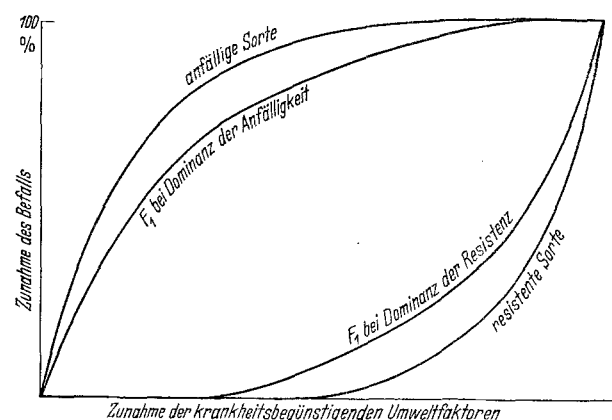 100
%
anfällige Sorte
F₁ bei Dominanz der Anfälligkeit
Zunahme des Befalls
F₁ bei Dominanz der Resistenz
resistente Sorte
Zunahme der krankheitsbegünstigenden Umweltfaktoren